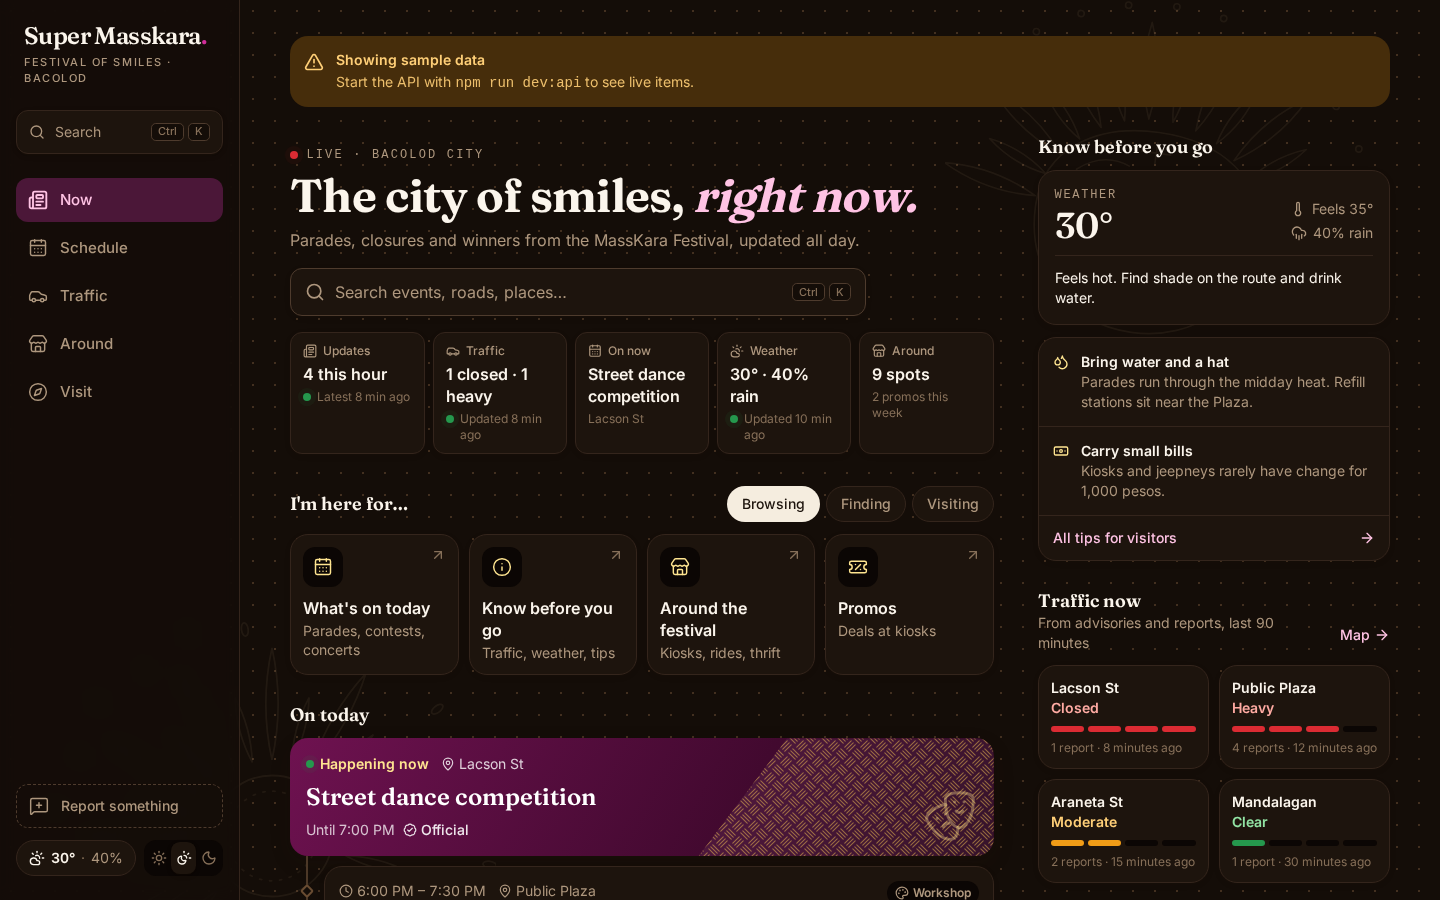 Super Masskara.
FESTIVAL OF SMILES ·
BACOLOD
Search Ctrl K
Now
Schedule
Traffic
Around
Visit
Report something
30° · 40%
Showing sample data
Start the API with npm run dev:api to see live items.
LIVE · BACOLOD CITY
The city of smiles, right now.
Parades, closures and winners from the MassKara Festival, updated all day.
Search events, roads, places... Ctrl K
Updates
4 this hour
Latest 8 min ago
Traffic
1 closed · 1
heavy
Updated 8 min
ago
On now
Street dance
competition
Lacson St
Weather
30° · 40%
rain
Updated 10 min
ago
Around
9 spots
2 promos this
week
I'm here for...
Browsing Finding Visiting
What's on today
Parades, contests,
concerts
Know before you
go
Traffic, weather, tips
Around the
festival
Kiosks, rides, thrift
Promos
Deals at kiosks
On today
Happening now Lacson St
Street dance competition
Until 7:00 PM Official
6:00 PM – 7:30 PM Public Plaza Workshop
Know before you go
WEATHER
30°
Feels 35°
40% rain
Feels hot. Find shade on the route and drink
water.
Bring water and a hat
Parades run through the midday heat. Refill
stations sit near the Plaza.
Carry small bills
Kiosks and jeepneys rarely have change for
1,000 pesos.
All tips for visitors
Traffic now
From advisories and reports, last 90
minutes
Map
Lacson St
Closed
1 report · 8 minutes ago
Public Plaza
Heavy
4 reports · 12 minutes ago
Araneta St
Moderate
2 reports · 15 minutes ago
Mandalagan
Clear
1 report · 30 minutes ago